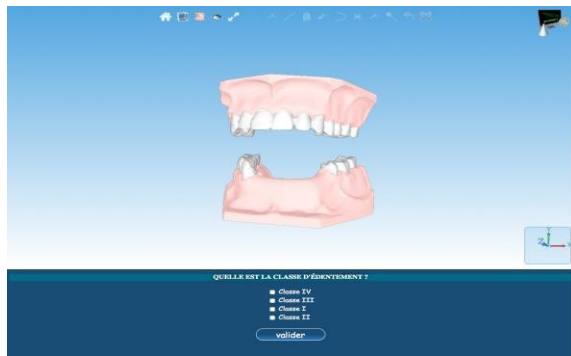 QUELLE EST LA CLASSE D'ÉDENTEMENT ?
Classe IV
Classe III
Classe I
Classe II
valider